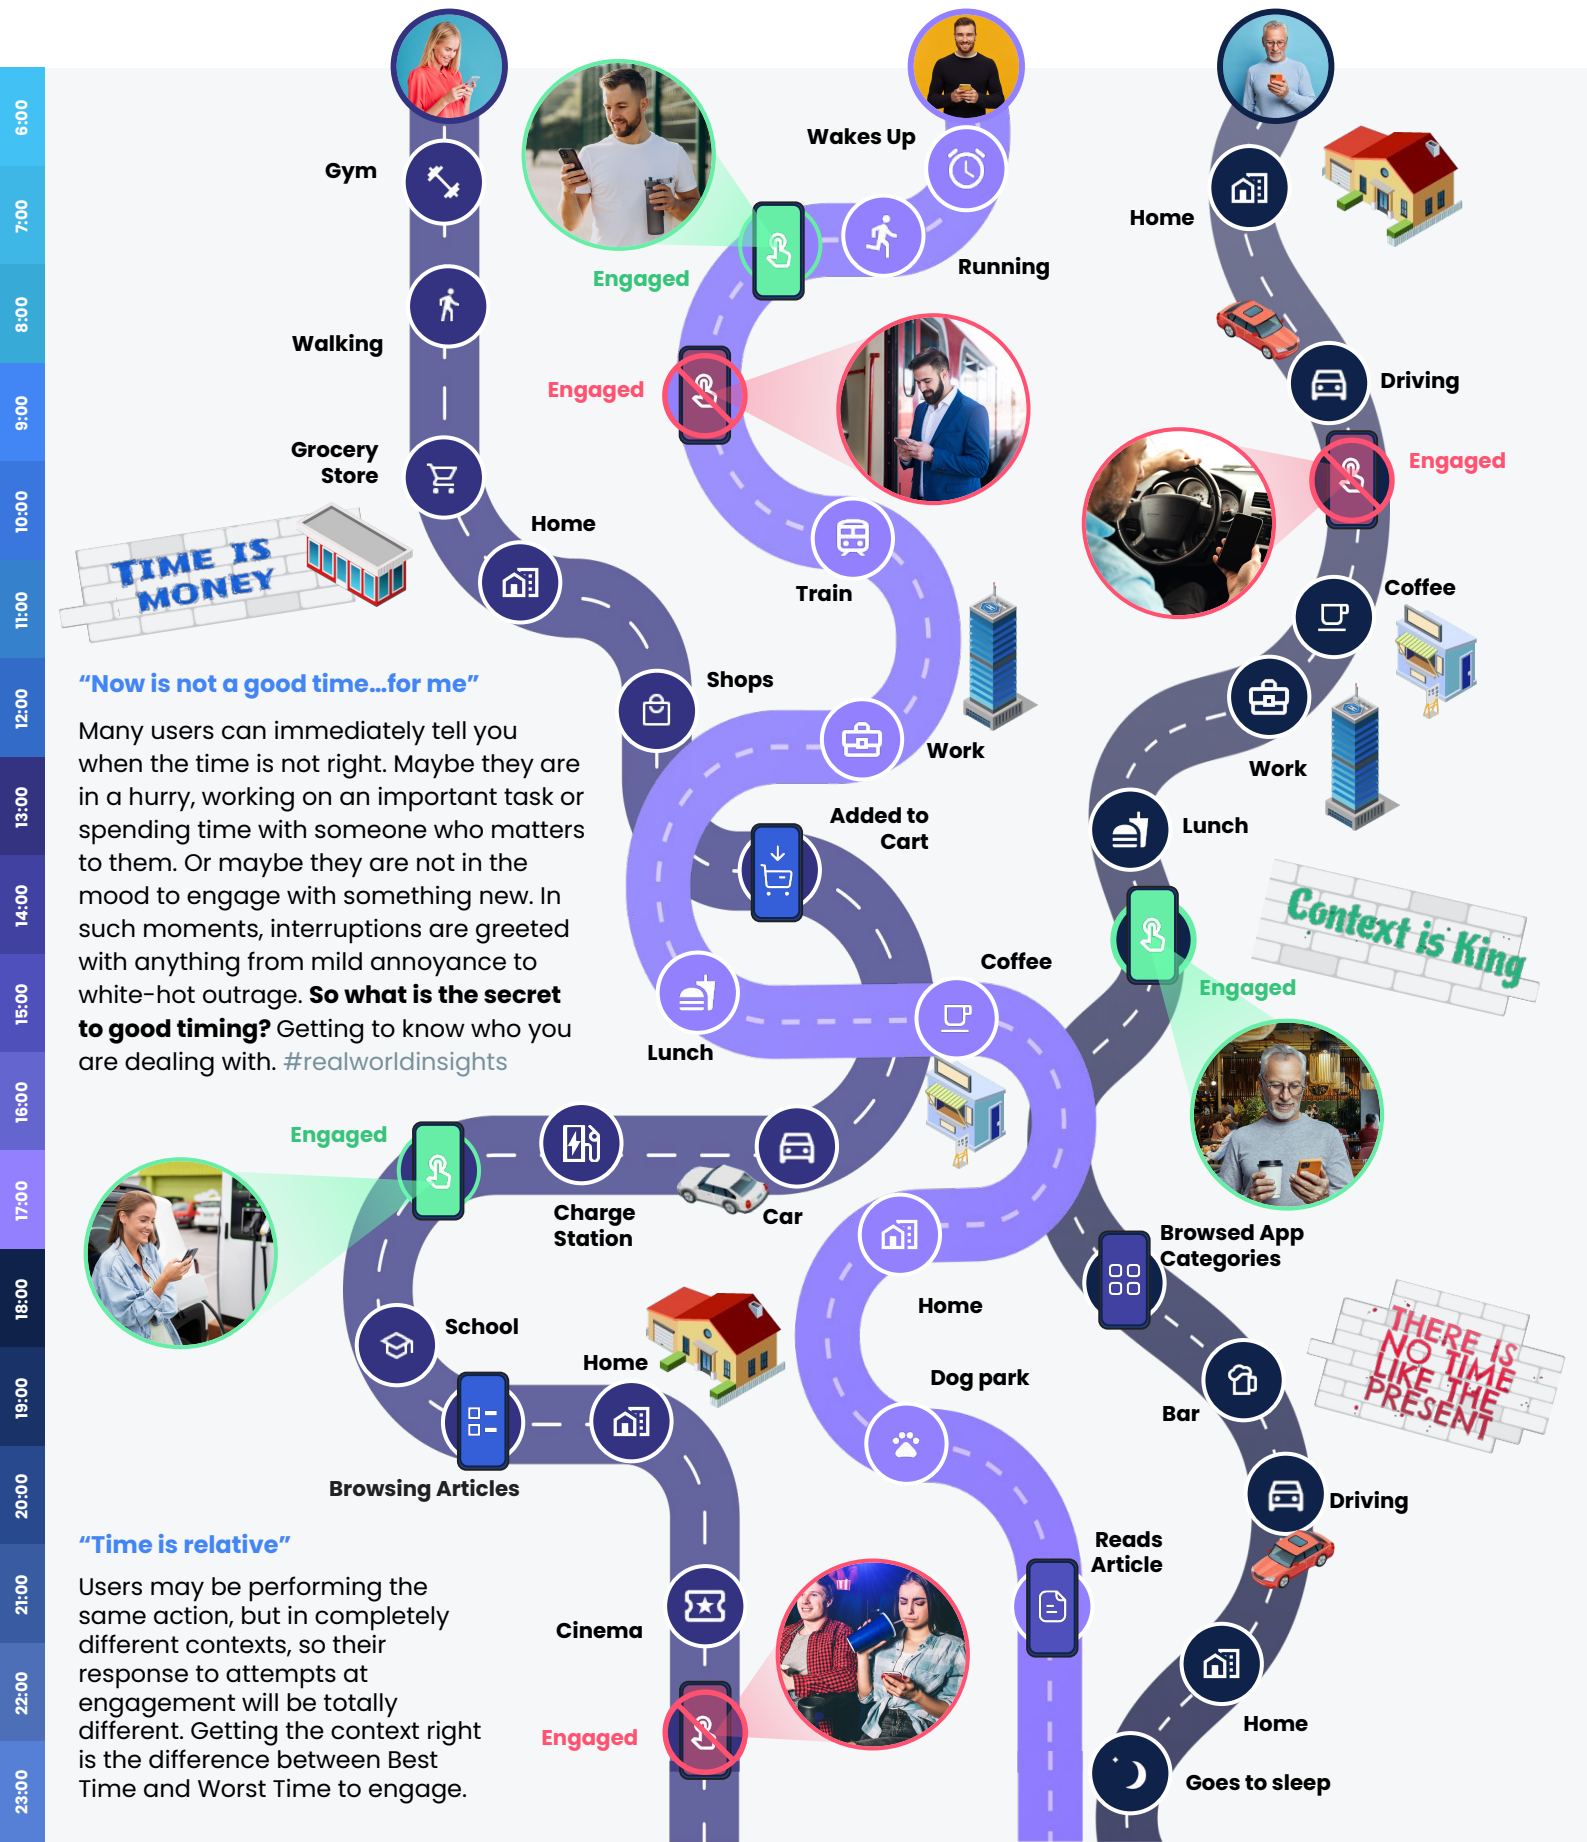 6:00
7:00
8:00
9:00
10:00
11:00
12:00
13:00
14:00
15:00
16:00
17:00
18:00
19:00
20:00
21:00
22:00
23:00
Wakes Up
Gym
Home
Running
Engaged
Walking
Driving
Engaged
Grocery
Store
Engaged
Home
TIME IS
MONEY
Train
Coffee
Shops
Work
Work
“Now is not a good time...for me”
Many users can immediately tell you
when the time is not right. Maybe they are
in a hurry, working on an important task or
spending time with someone who matters
to them. Or maybe they are not in the
mood to engage with something new. In
such moments, interruptions are greeted
with anything from mild annoyance to
white-hot outrage. So what is the secret
to good timing? Getting to know who you
are dealing with. #realworldinsights
Added to
Cart
Lunch
Context is King
Coffee
Engaged
Lunch
Engaged
Charge
Station
Car
Browsed App
Categories
Home
School
Home
THERE IS
NO TIME
LIKE THE
PRESENT
Dog park
Bar
Browsing Articles
Driving
“Time is relative”
Users may be performing the
same action, but in completely
different contexts, so their
response to attempts at
engagement will be totally
different. Getting the context right
is the difference between Best
Time and Worst Time to engage.
Reads
Article
Cinema
Engaged
Home
Goes to sleep